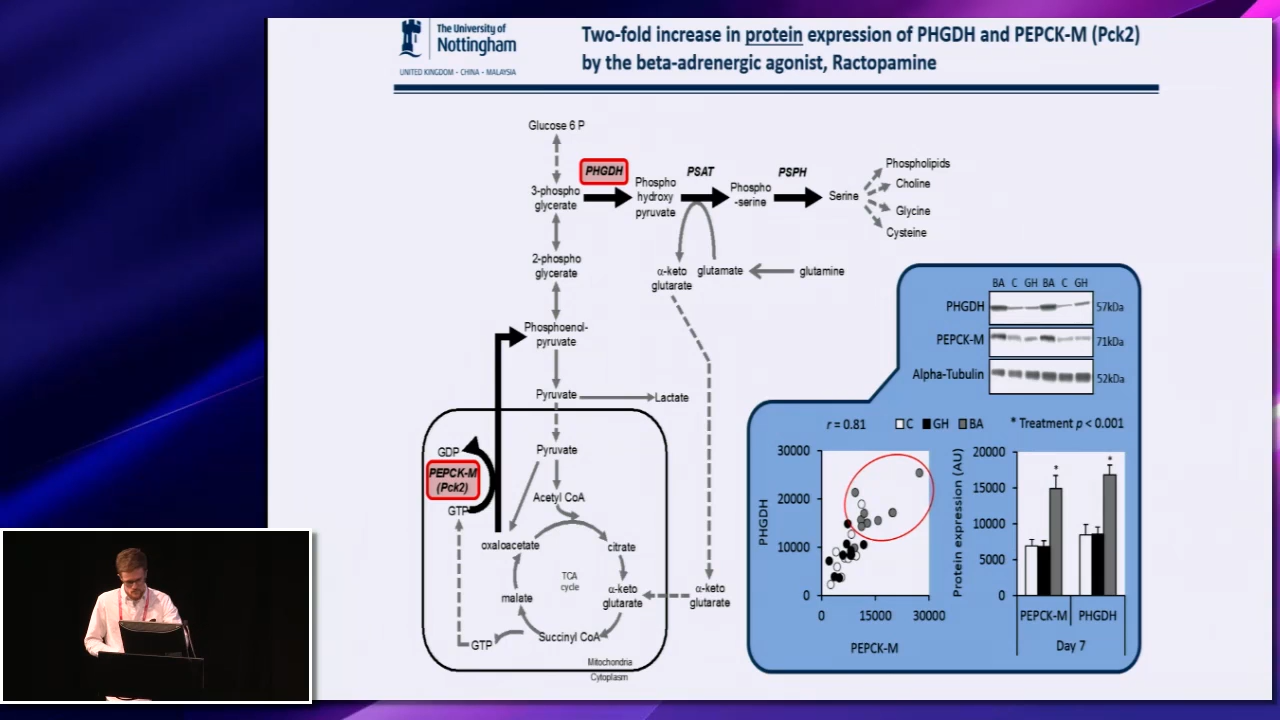 The University of
Nottingham
UNITED KINGDOM · CHINA · MALAYSIA
Two-fold increase in protein expression of PHGDH and PEPCK-M (Pck2)
by the beta-adrenergic agonist, Ractopamine
Glucose 6 P
PHGDH
PSAT
PSPH
3-phospho
glycerate
Phospho
hydroxy
pyruvate
Phospho
-serine
Serine
Phospholipids
Choline
Glycine
Cysteine
2-phospho
glycerate
α-keto
glutarate
glutamate
glutamine
Phosphoenol-
pyruvate
Pyruvate
Lactate
GDP
PEPCK-M
(Pck2)
GTP
Pyruvate
Acetyl CoA
oxaloacetate
citrate
TCA
cycle
malate
α-keto
glutarate
α-keto
glutarate
Succinyl CoA
GTP
Mitochondria
Cytoplasm
BA C GH BA C GH
PHGDH
57kDa
PEPCK-M
71kDa
Alpha-Tubulin
52kDa
r = 0.81
C GH BA
* Treatment p < 0.001
PHGDH
30000
20000
10000
0
0 15000 30000
PEPCK-M
Protein expression (AU)
20000
15000
10000
5000
0
*
*
PEPCK-M PHGDH
Day 7